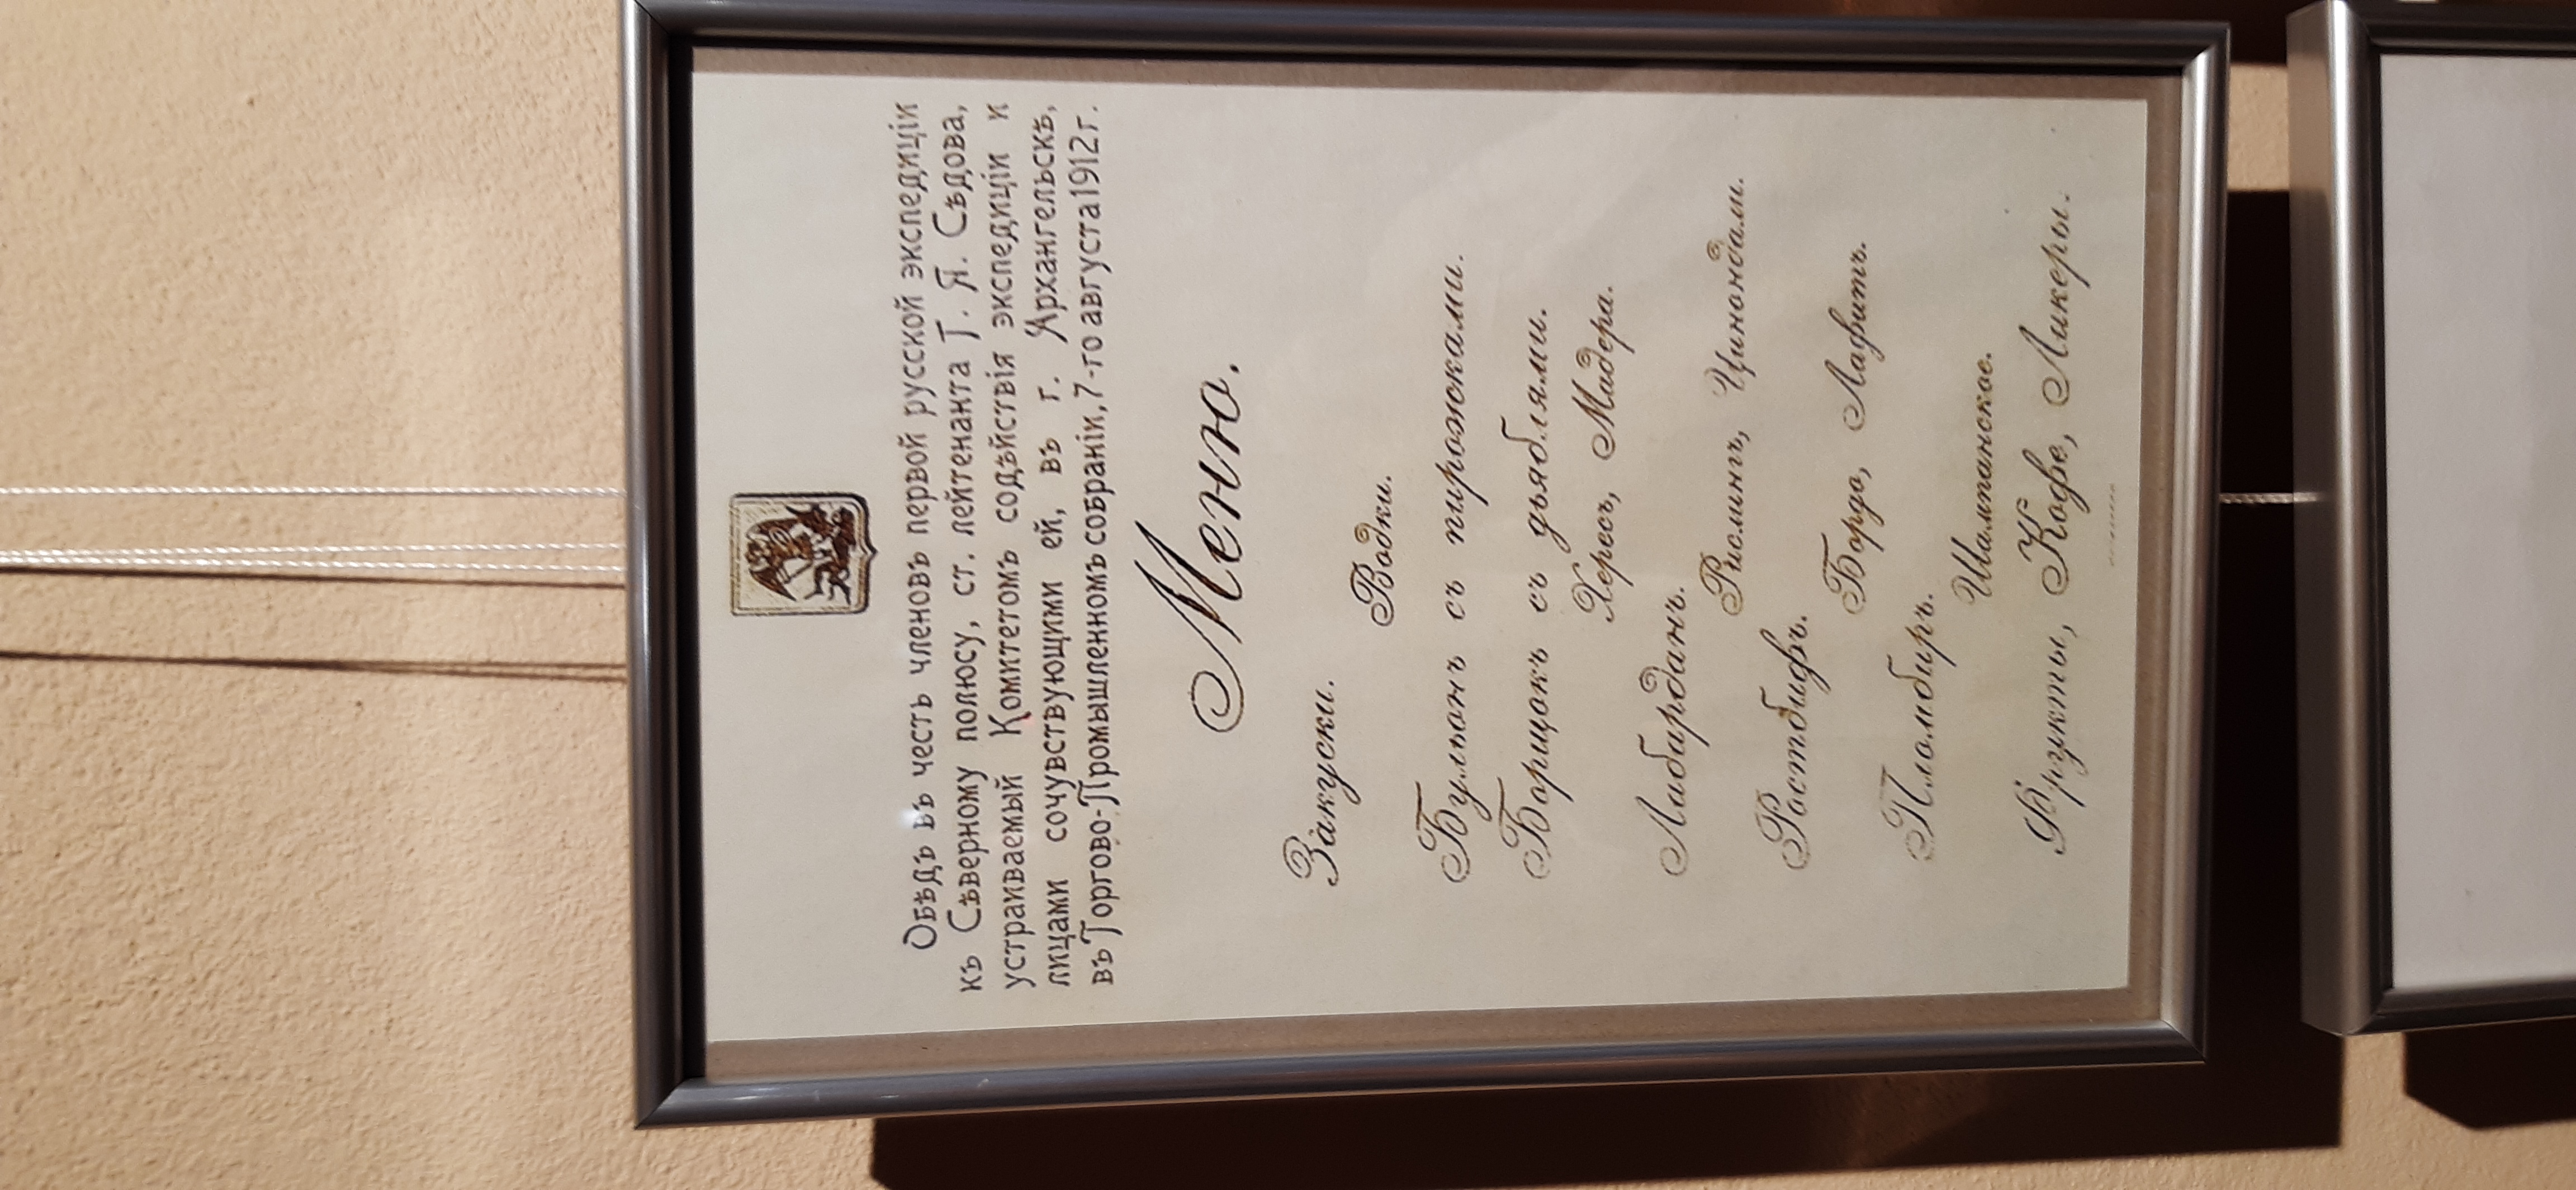 Обѣдъ въ честь членовъ первой русской экспедиціи
къ Сѣверному полюсу, ст. лейтенанта Г. Я. Сѣдова,
устраиваемый Комитетомъ содѣйствія экспедиціи и
лицами сочувствующими ей, въ г. Архангельскѣ,
въ Торгово-Промышленномъ собраніи, 7-го августа 1912 г.
Меню.
Закуски.
Водки.
Бульонъ съ пирожками.
Борщокъ съ дьяблями.
Хересъ, Мадера.
Лабарданъ.
Рислингъ, Цинондали.
Ростбифъ.
Бордо, Лафитъ.
Пломбиръ.
Шампанское.
Фрукты, Кофе, Ликеры.